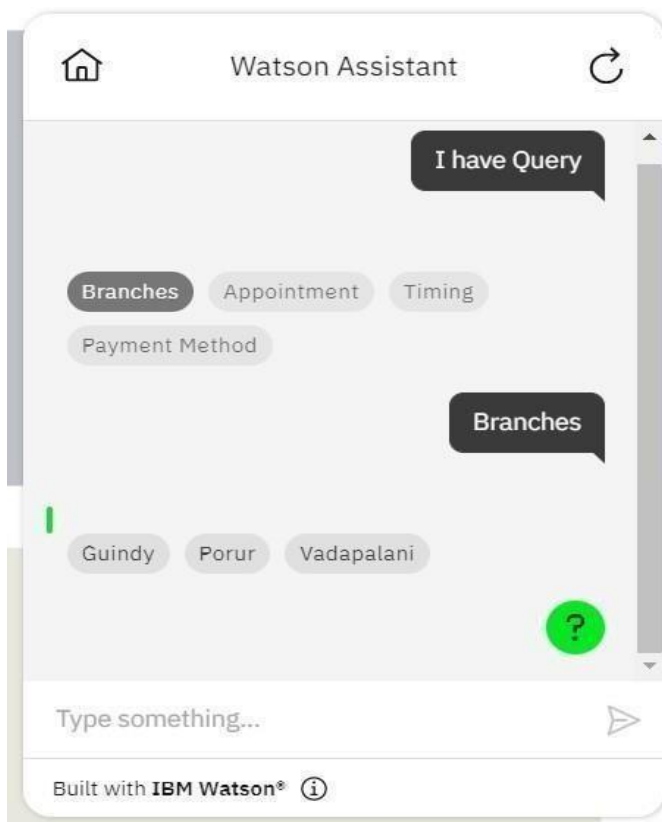 Watson Assistant
I have Query
Branches Appointment Timing
Payment Method
Branches
Guindy Porur Vadapalani
?
Type something...
Built with IBM Watson®